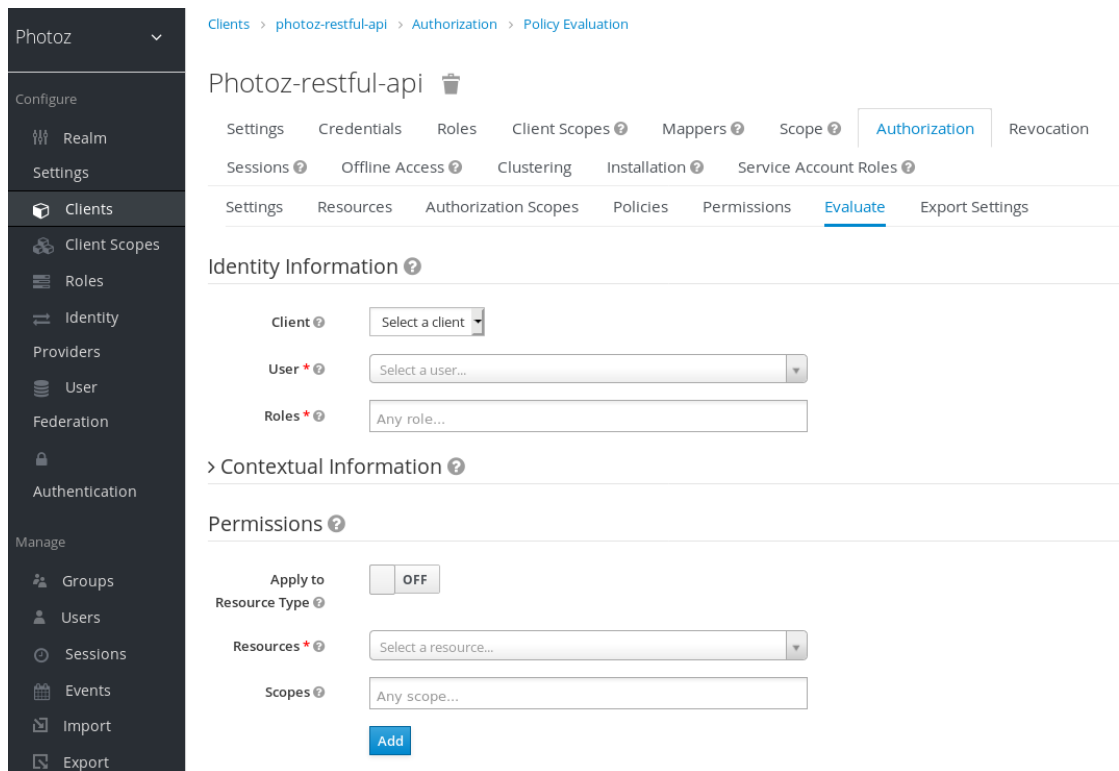 Photoz
Configure
Realm
Settings
Clients
Client Scopes
Roles
Identity
Providers
User
Federation
Authentication
Manage
Groups
Users
Sessions
Events
Import
Export
Clients > photoz-restful-api > Authorization > Policy Evaluation
Photoz-restful-api
Settings Credentials Roles Client Scopes Mappers Scope Authorization Revocation
Sessions Offline Access Clustering Installation Service Account Roles
Settings Resources Authorization Scopes Policies Permissions Evaluate Export Settings
Identity Information
Client Select a client
User * Select a user...
Roles * Any role...
> Contextual Information
Permissions
Apply to OFF
Resource Type
Resources * Select a resource...
Scopes Any scope...
Add